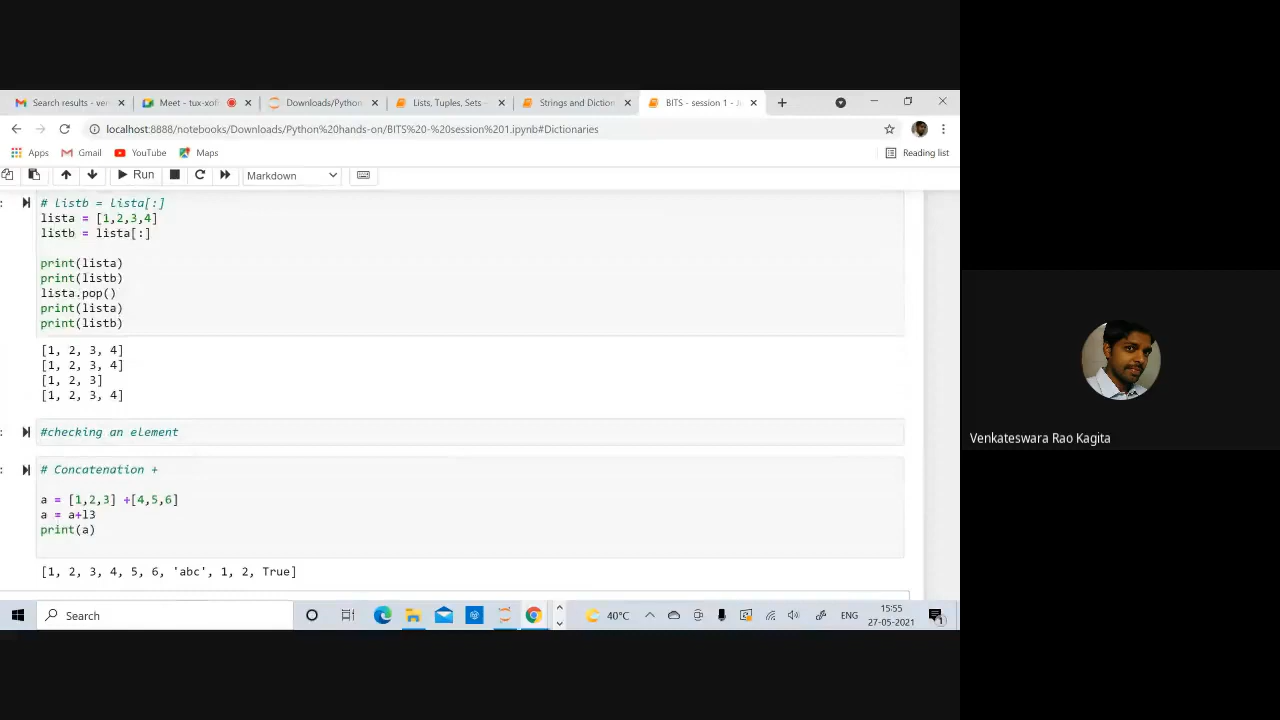 Search results - ver
Meet - tux-xof
Downloads/Python
Lists, Tuples, Sets -
Strings and Diction
BITS - session 1 - J
localhost:8888/notebooks/Downloads/Python%20hands-on/BITS%20-%20session%201.ipynb#Dictionaries
Apps
Gmail
YouTube
Maps
Reading list
Run
Markdown
# listb = lista[:]
lista = [1,2,3,4]
listb = lista[:]
print(lista)
print(listb)
lista.pop()
print(lista)
print(listb)
[1, 2, 3, 4]
[1, 2, 3, 4]
[1, 2, 3]
[1, 2, 3, 4]
#checking an element
# Concatenation +
a = [1,2,3] +[4,5,6]
a = a+l3
print(a)
[1, 2, 3, 4, 5, 6, 'abc', 1, 2, True]
Venkateswara Rao Kagita
Search
40°C
ENG
15:55
27-05-2021